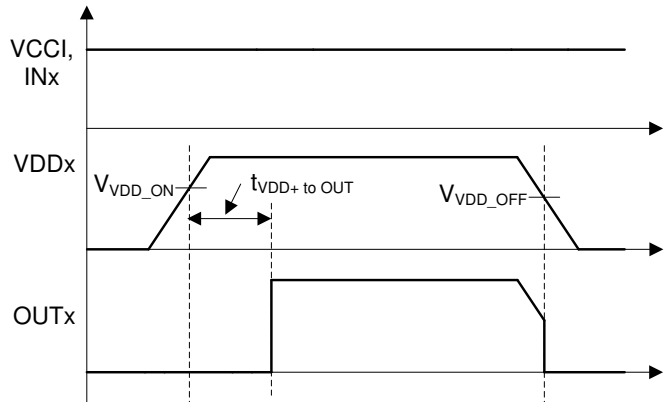 VCCI,
INx
VDDx
VVDD_ON
tVDD+ to OUT
VVDD_OFF
OUTx